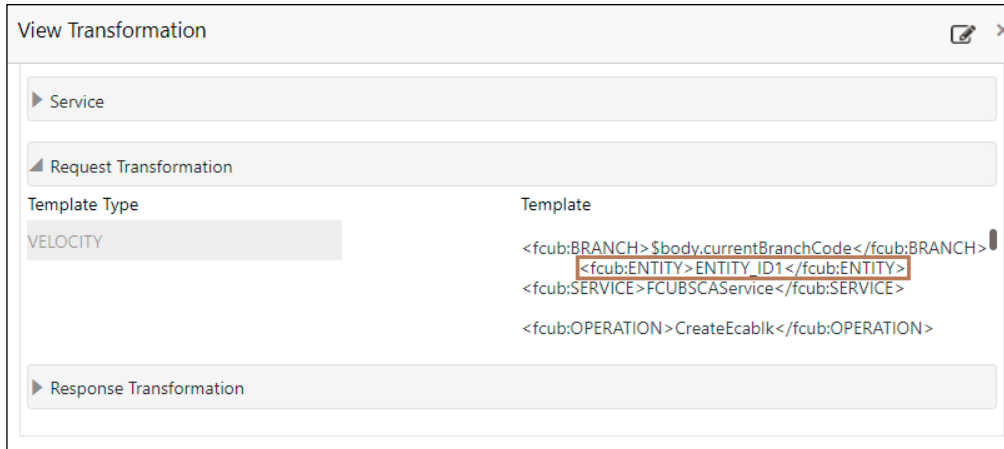 View Transformation
Service
Request Transformation
Template Type
Template
VELOCITY
<fcub:BRANCH>$body.currentBranchCode</fcub:BRANCH>
<fcub:ENTITY>ENTITY_ID1</fcub:ENTITY>
<fcub:SERVICE>FCUBSCAService</fcub:SERVICE>
<fcub:OPERATION>CreateEcablk</fcub:OPERATION>
Response Transformation